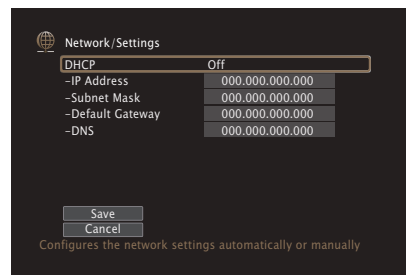 Network/Settings
DHCP Off
-IP Address 000.000.000.000
-Subnet Mask 000.000.000.000
-Default Gateway 000.000.000.000
-DNS 000.000.000.000
Save
Cancel
Configures the network settings automatically or manually